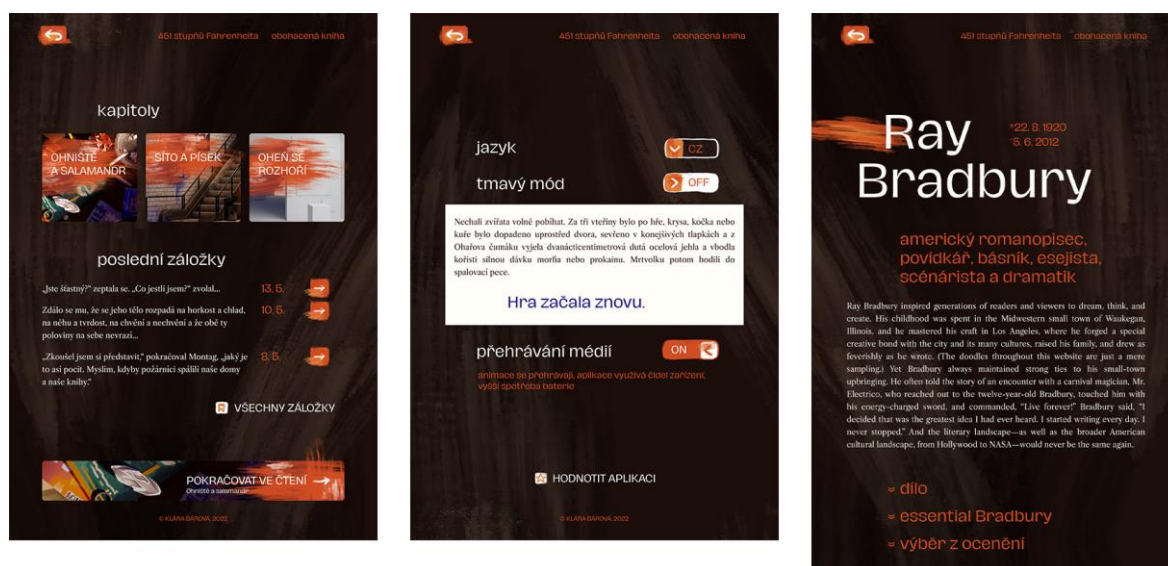 451 stupňů Fahrenheita obohacená kniha
kapitoly
OHNIŠTĚ
A SALAMANDR
SÍTO A PÍSEK
OHEŇ SE
ROZHOŘÍ
poslední záložky
„Jste šťastný?" zeptala se. „Co jestli jsem?" zvolal...
13. 5.
Zdálo se mu, že se jeho tělo rozpadá na horkost a chlad,
na něhu a tvrdost, na chvění a nechvění a že obě ty
poloviny na sebe nevrazí...
10. 5.
„Zkoušel jsem si představit," pokračoval Montag, „jaký je
to asi pocit. Myslím, kdyby požárníci spálili naše domy
a naše knihy."
8. 5.
VŠECHNY ZÁLOŽKY
POKRAČOVAT VE ČTENÍ
Ohniště a salamandr
© KLÁRA BÁROVÁ, 2022
451 stupňů Fahrenheita obohacená kniha
jazyk
CZ
tmavý mód
OFF
Nechali zvířata volně pobíhat. Za tři vteřiny bylo po hře, krysa, kočka nebo
kuře bylo dopadeno uprostřed dvora, sevřeno v konejšivých tlapkách a z
Ohařova čumáku vyjela dvanácticentimetrová dutá ocelová jehla a vbodla
kořisti silnou dávku morfia nebo prokainu. Mrtvolku potom hodili do
spalovací pece.
Hra začala znovu.
přehrávání médií
ON
animace se přehrávají, aplikace využívá čidel zařízení,
vyšší spotřeba baterie
HODNOTIT APLIKACI
© KLÁRA BÁROVÁ, 2022
451 stupňů Fahrenheita obohacená kniha
Ray
Bradbury
*22. 8. 1920
5. 6. 2012
americký romanopisec,
povídkář, básník, esejista,
scénárista a dramatik
Ray Bradbury inspired generations of readers and viewers to dream, think, and
create. His childhood was spent in the Midwestern small town of Waukegan,
Illinois, and he mastered his craft in Los Angeles, where he forged a special
creative bond with the city and its many cultures, raised his family, and drew as
feverishly as he wrote. (The doodles throughout this website are just a mere
sampling.) Yet Bradbury always maintained strong ties to his small-town
upbringing. He often told the story of an encounter with a carnival magician, Mr.
Electrico, who reached out to the twelve-year-old Bradbury, touched him with
his energy-charged sword, and commanded, "Live forever!" Bradbury said, "I
decided that was the greatest idea I had ever heard. I started writing every day. I
never stopped." And the literary landscape—as well as the broader American
cultural landscape, from Hollywood to NASA—would never be the same again.
dílo
essential Bradbury
výběr z ocenění